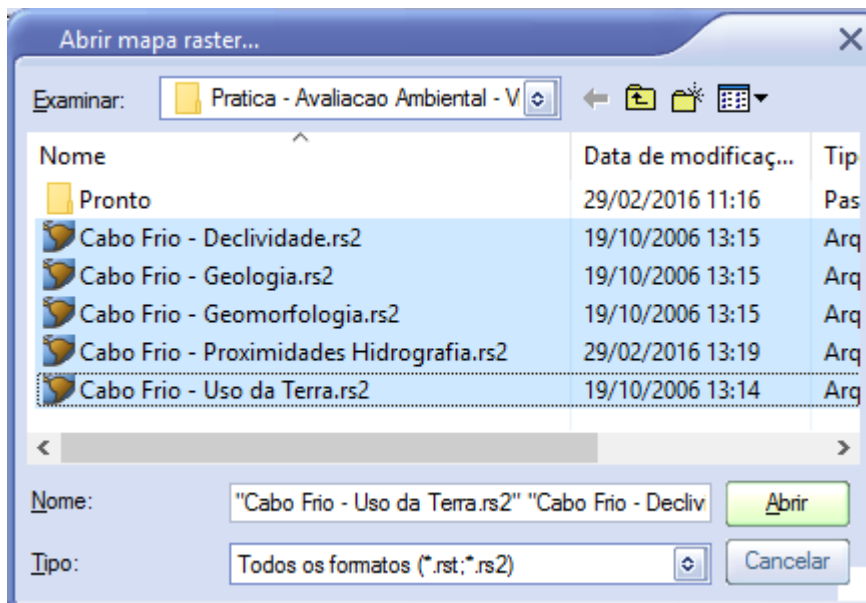 Abrir mapa raster...
Examinar: Pratica - Avaliacao Ambiental - V
Nome Data de modificaç... Tip
Pronto 29/02/2016 11:16 Pas
Cabo Frio - Declividade.rs2 19/10/2006 13:15 Arq
Cabo Frio - Geologia.rs2 19/10/2006 13:15 Arq
Cabo Frio - Geomorfologia.rs2 19/10/2006 13:15 Arq
Cabo Frio - Proximidades Hidrografia.rs2 29/02/2016 13:19 Arq
Cabo Frio - Uso da Terra.rs2 19/10/2006 13:14 Arq
Nome: "Cabo Frio - Uso da Terra.rs2" "Cabo Frio - Decliv Abrir
Tipo: Todos os formatos (*.rst;*.rs2) Cancelar